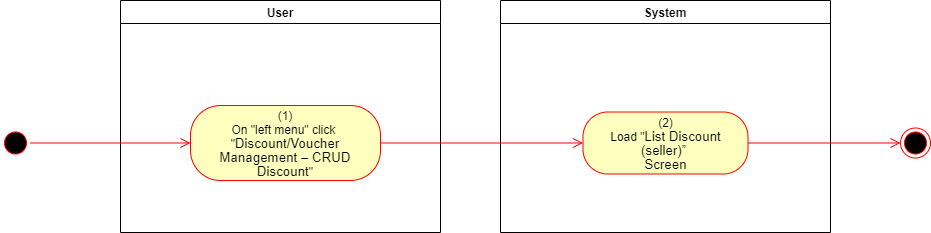 User
System
(1)
On "left menu" click
"Discount/Voucher
Management – CRUD
Discount"
(2)
Load "List Discount
(seller)”
Screen